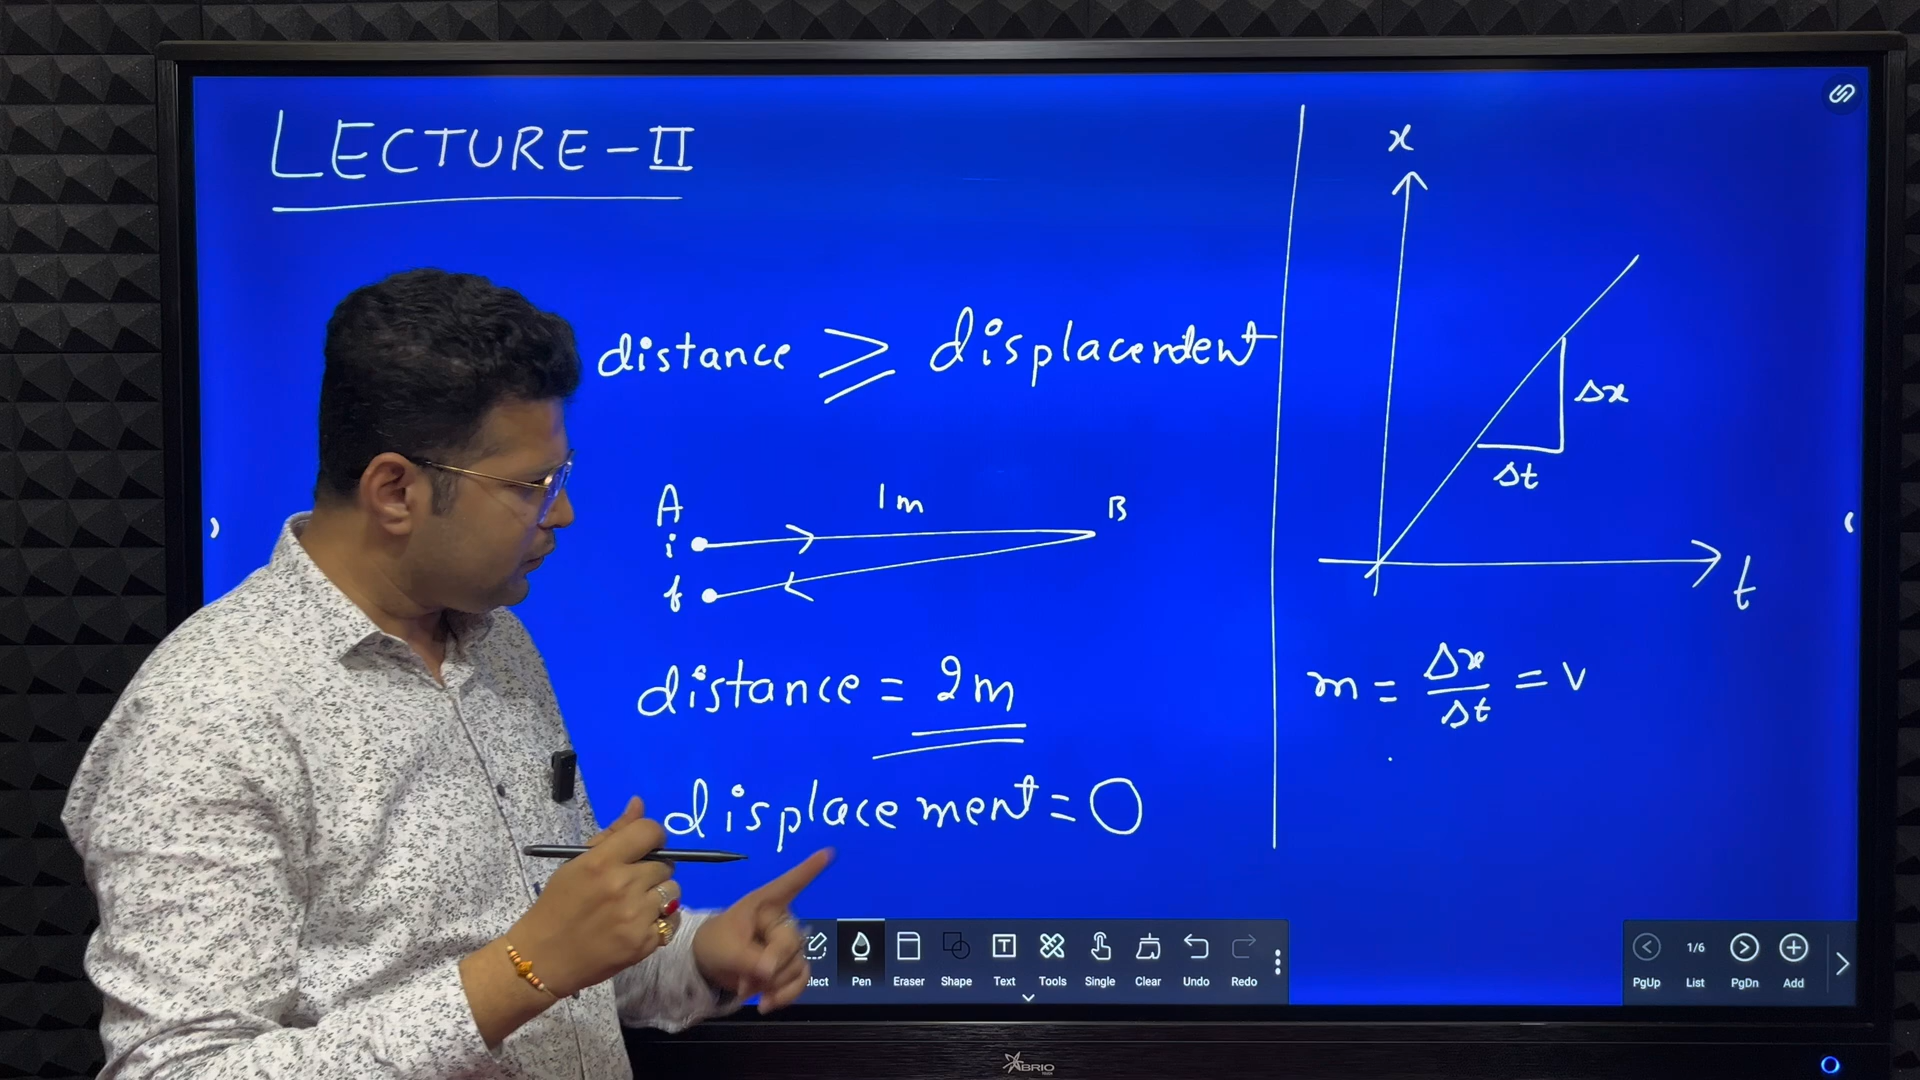 LECTURE-II
distance ≥ displacement
A 1m B
i
f
distance = 2m
displacement = 0
x
Δx
Δt
t
m = Δx/Δt = v
Pen Eraser Shape Text Tools Single Clear Undo Redo
1/6
PgUp List PgDn Add
ABRIO